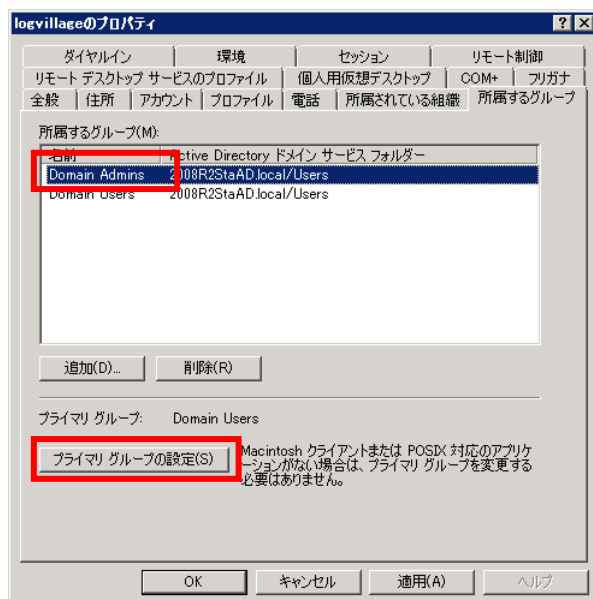 logvillageのプロパティ
ダイヤルイン 環境 セッション リモート制御
リモート デスクトップ サービスのプロファイル 個人用仮想デスクトップ COM+ フリガナ
全般 住所 アカウント プロファイル 電話 所属されている組織 所属するグループ
所属するグループ(M):
名前 Active Directory ドメイン サービス フォルダー
Domain Admins 2008R2StaAD.local/Users
Domain Users 2008R2StaAD.local/Users
追加(D)... 削除(R)
プライマリ グループ: Domain Users
プライマリ グループの設定(S)
Macintosh クライアントまたは POSIX 対応のアプリケ
ーションがない場合は、プライマリ グループを変更する
必要はありません。
OK キャンセル 適用(A) ヘルプ